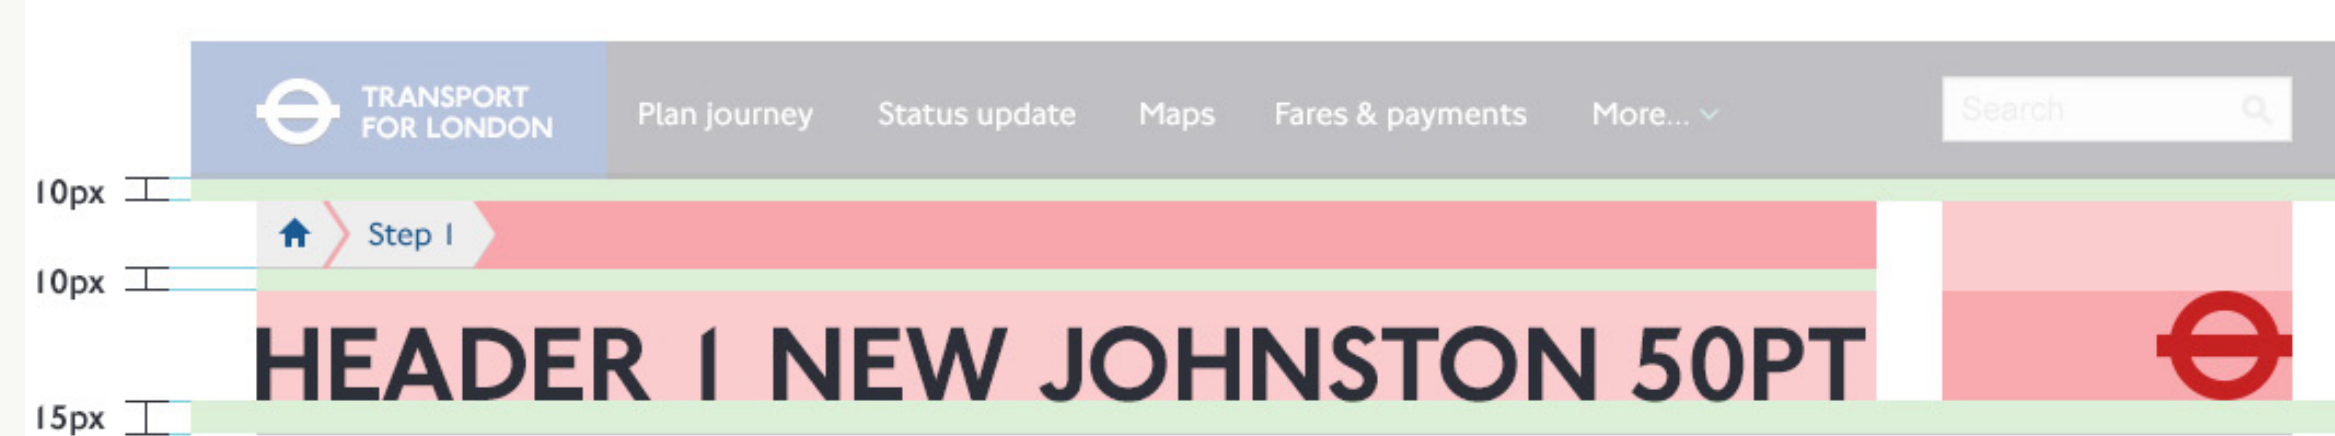 TRANSPORT
FOR LONDON
Plan journey
Status update
Maps
Fares & payments
More...
Search
10px
Step 1
10px
HEADER 1 NEW JOHNSTON 50PT
15px